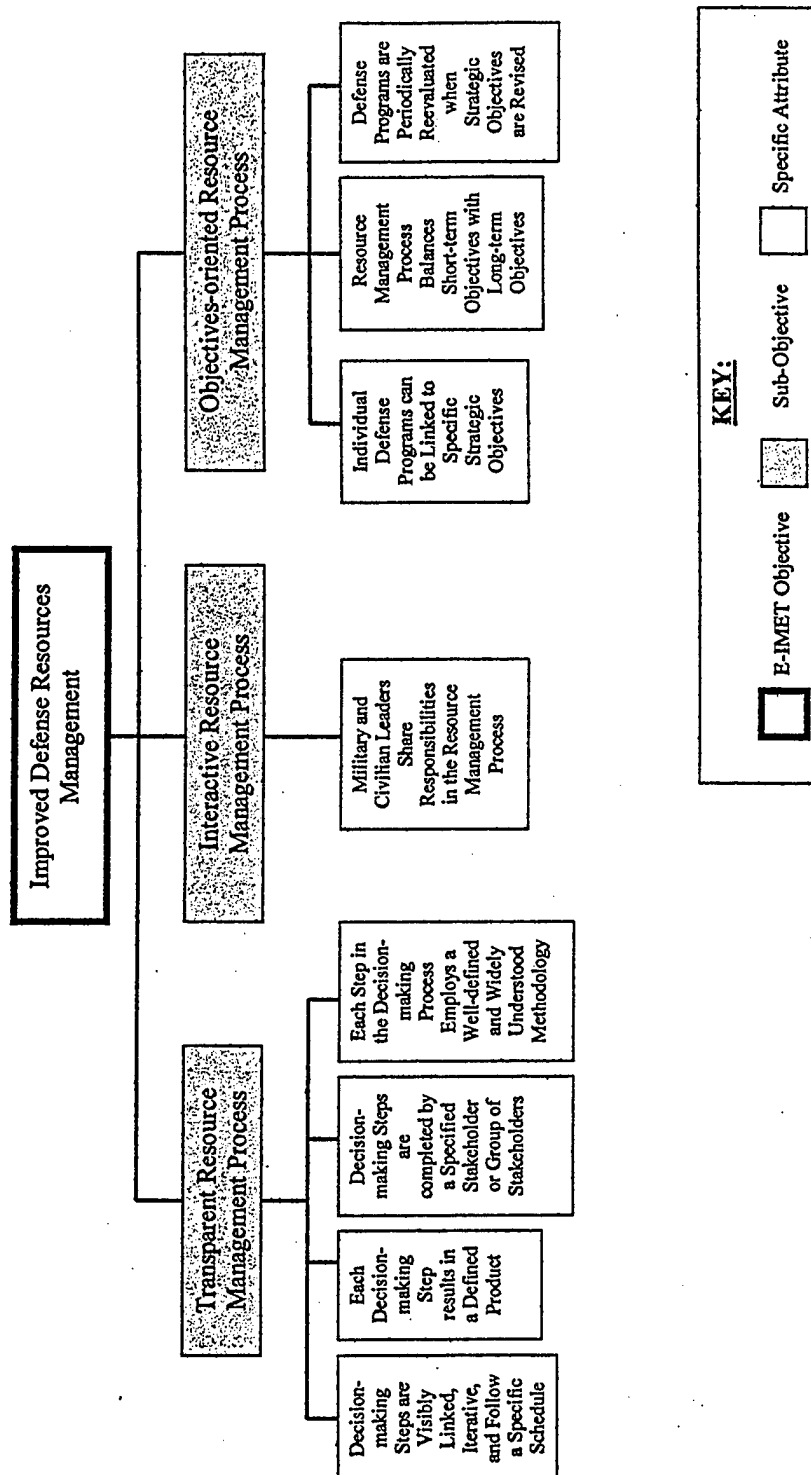 Improved Defense Resources
Management
Transparent Resource
Management Process
Interactive Resource
Management Process
Objectives-oriented Resource
Management Process
Decision-
making
Steps are
Visibly
Linked,
Iterative,
and Follow
a Specific
Schedule
Each
Decision-
making
Step
results in
a Defined
Product
Decision-
making Steps
are
completed by
a Specified
Stakeholder
or Group of
Stakeholders
Each Step in
the Decision-
making
Process
Employs a
Well-defined
and Widely
Understood
Methodology
Military and
Civilian Leaders
Share
Responsibilities
in the Resource
Management
Process
Individual
Defense
Programs can
be Linked to
Specific
Strategic
Objectives
Resource
Management
Process
Balances
Short-term
Objectives with
Long-term
Objectives
Defense
Programs are
Periodically
Reevaluated
when
Strategic
Objectives
are Revised
KEY:
E-IMET Objective
Sub-Objective
Specific Attribute